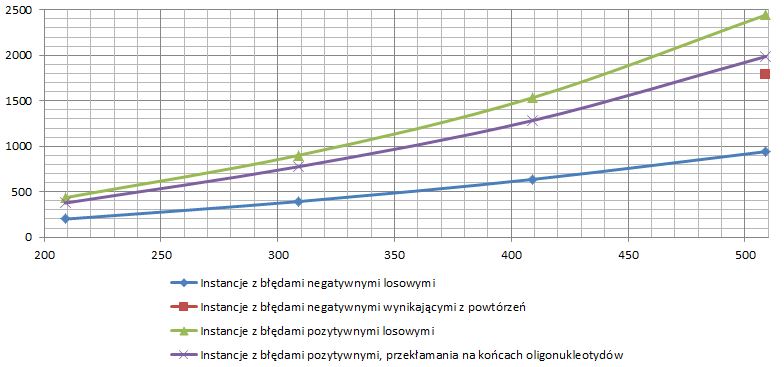 2500
2000
1500
1000
500
0
200 250 300 350 400 450 500
Instancje z błędami negatywnymi losowymi
Instancje z błędami negatywnymi wynikającymi z powtórzeń
Instancje z błędami pozytywnymi losowymi
Instancje z błędami pozytywnymi, przekłamania na końcach oligonukleotydów